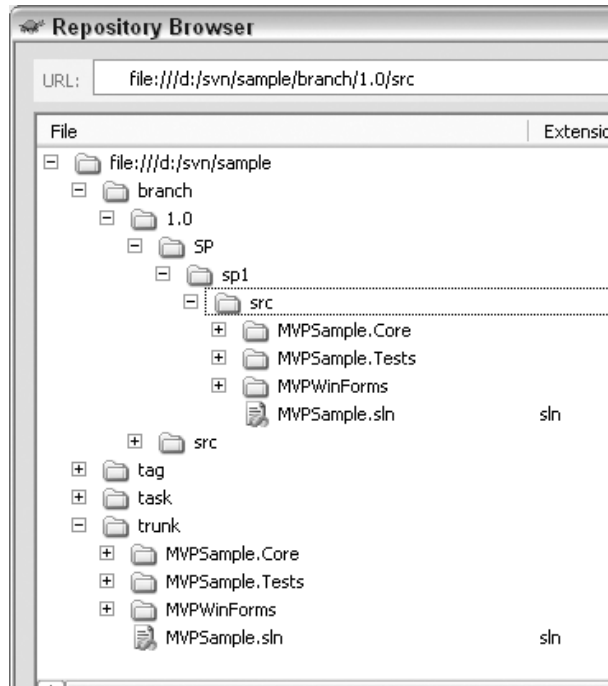 Repository Browser
URL: file:///d:/svn/sample/branch/1.0/src
File Extensio
file:///d:/svn/sample
branch
1.0
SP
sp1
src
MVPSample.Core
MVPSample.Tests
MVPWinForms
MVPSample.sln sln
src
tag
task
trunk
MVPSample.Core
MVPSample.Tests
MVPWinForms
MVPSample.sln sln